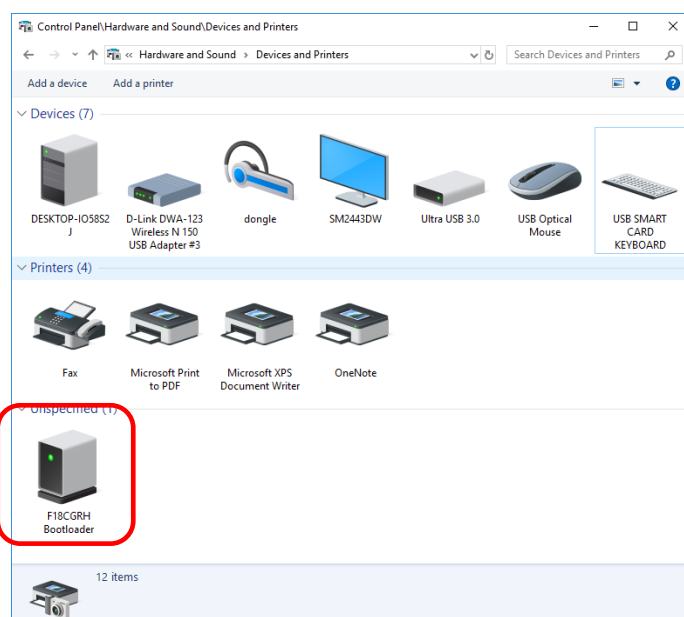 Control Panel\Hardware and Sound\Devices and Printers
« Hardware and Sound › Devices and Printers
Search Devices and Printers
Add a device Add a printer
Devices (7)
DESKTOP-IO58S2
J
D-Link DWA-123
Wireless N 150
USB Adapter #3
dongle
SM2443DW
Ultra USB 3.0
USB Optical
Mouse
USB SMART
CARD
KEYBOARD
Printers (4)
Fax
Microsoft Print
to PDF
Microsoft XPS
Document Writer
OneNote
Unspecified (1)
F18CGRH
Bootloader
12 items